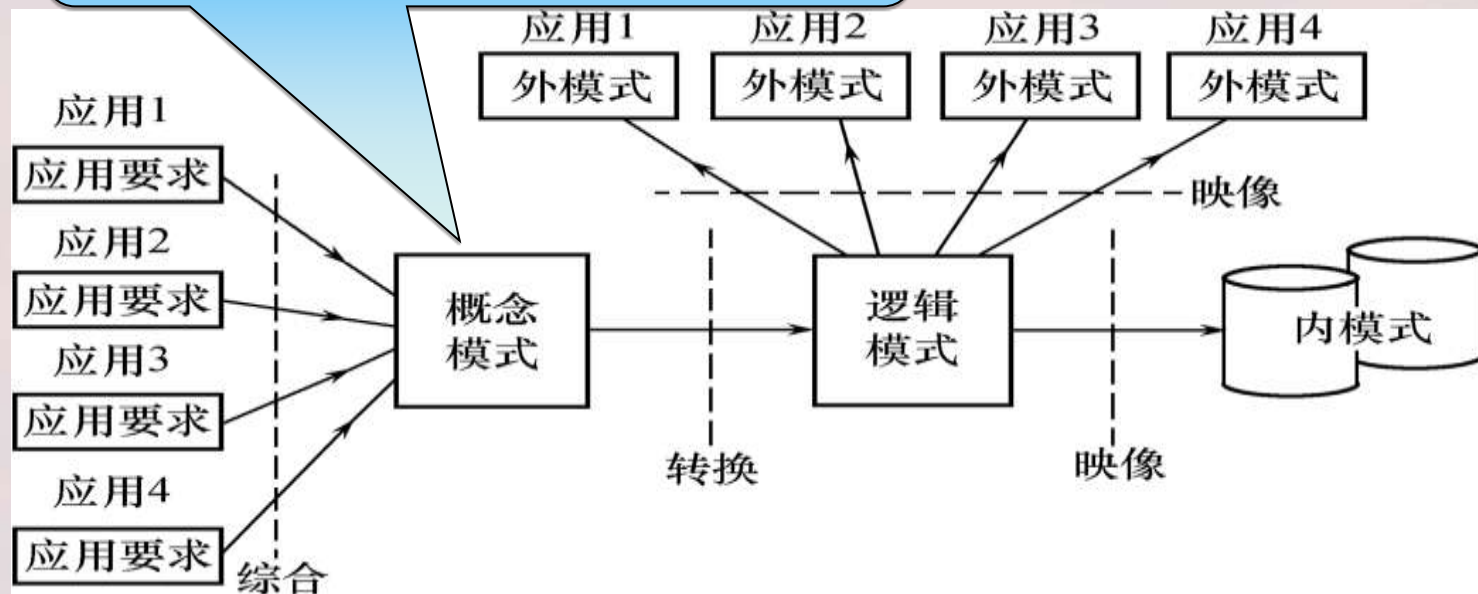 应用1 应用2 应用3 应用4
外模式 外模式 外模式 外模式
应用1
应用要求
映像
应用2
应用要求
概念
模式
逻辑
模式
内模式
应用3
应用要求
转换
映像
应用4
应用要求
综合